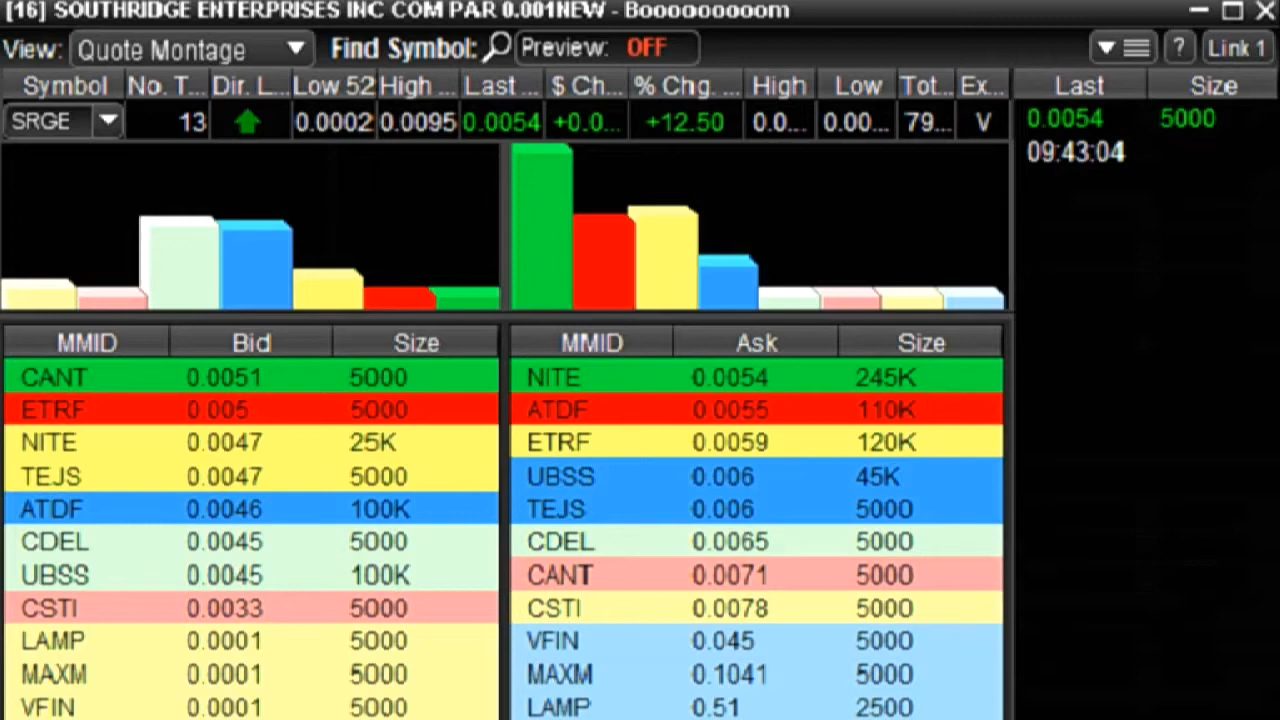 [16] SOUTHRIDGE ENTERPRISES INC COM PAR 0.001NEW - Boooooooooom
View: Quote Montage Find Symbol: Preview: OFF ? Link 1
Symbol No. T... Dir. L... Low 52 High ... Last ... $ Ch... % Chg. ... High Low Tot... Ex... Last Size
SRGE 13 0.0002 0.0095 0.0054 +0.0... +12.50 0.0... 0.00... 79... V 0.0054 5000
09:43:04
MMID Bid Size MMID Ask Size
CANT 0.0051 5000 NITE 0.0054 245K
ETRF 0.005 5000 ATDF 0.0055 110K
NITE 0.0047 25K ETRF 0.0059 120K
TEJS 0.0047 5000 UBSS 0.006 45K
ATDF 0.0046 100K TEJS 0.006 5000
CDEL 0.0045 5000 CDEL 0.0065 5000
UBSS 0.0045 100K CANT 0.0071 5000
CSTI 0.0033 5000 CSTI 0.0078 5000
LAMP 0.0001 5000 VFIN 0.045 5000
MAXM 0.0001 5000 MAXM 0.1041 5000
VFIN 0.0001 5000 LAMP 0.51 2500